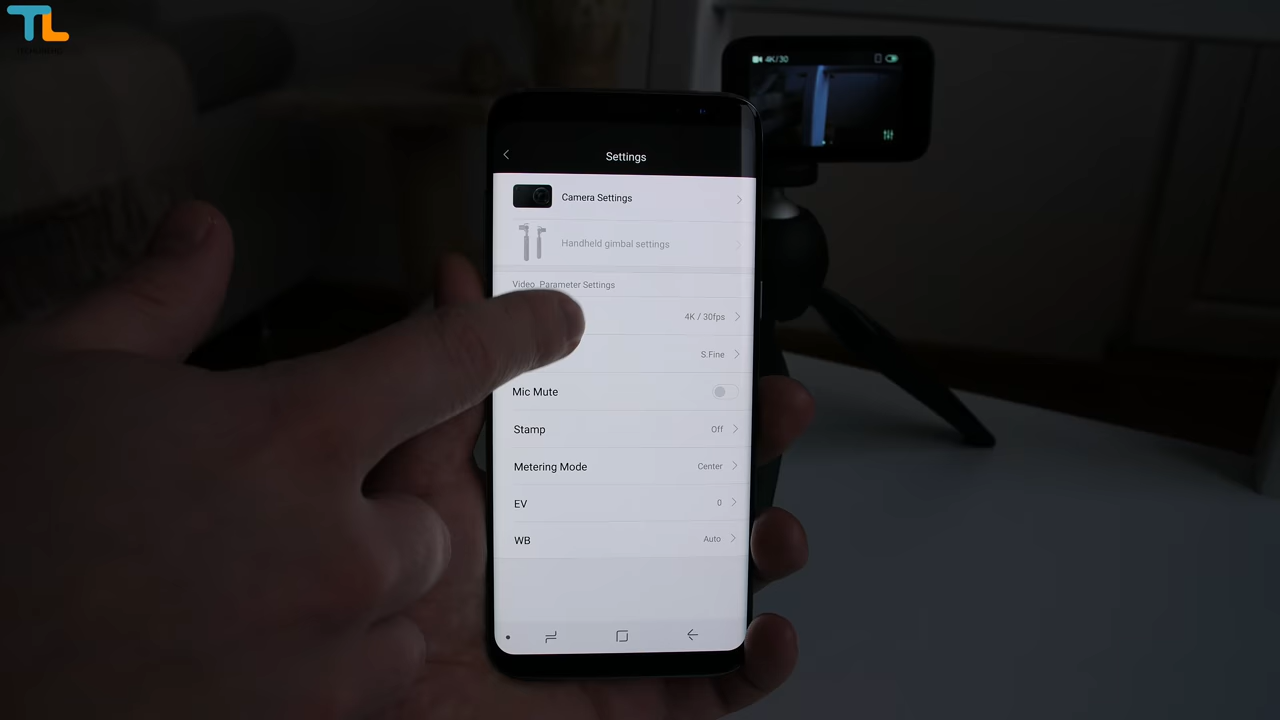 TL
4K/30
Settings
Camera Settings
Handheld gimbal settings
Video Parameter Settings
4K / 30fps
S.Fine
Mic Mute
Stamp Off
Metering Mode Center
EV 0
WB Auto